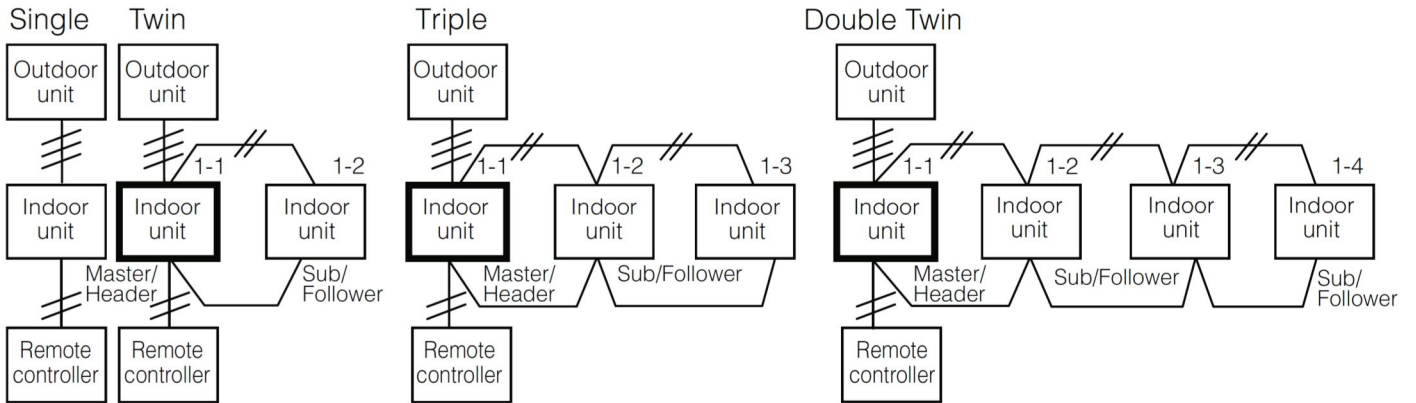 Single
Outdoor
unit
Indoor
unit
Remote
controller
Twin
Outdoor
unit
1-1
1-2
Indoor
unit
Indoor
unit
Master/
Header
Sub/
Follower
Remote
controller
Triple
Outdoor
unit
1-1
1-2
1-3
Indoor
unit
Indoor
unit
Indoor
unit
Master/
Header
Sub/Follower
Remote
controller
Double Twin
Outdoor
unit
1-1
1-2
1-3
1-4
Indoor
unit
Indoor
unit
Indoor
unit
Indoor
unit
Master/
Header
Sub/Follower
Sub/
Follower
Remote
controller